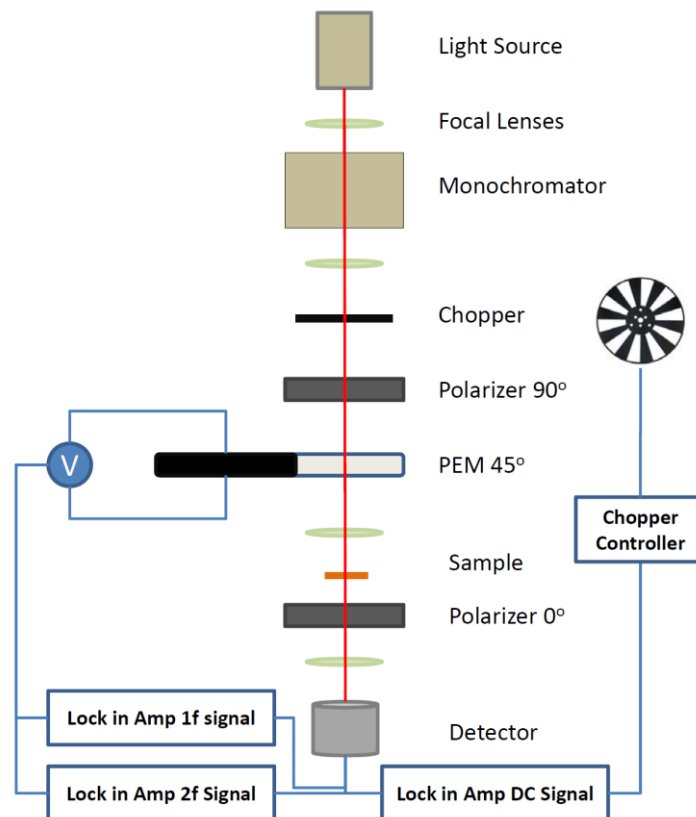 Light Source
Focal Lenses
Monochromator
Chopper
Polarizer 90°
V
PEM 45°
Chopper
Controller
Sample
Polarizer 0°
Lock in Amp 1f signal
Detector
Lock in Amp 2f Signal
Lock in Amp DC Signal